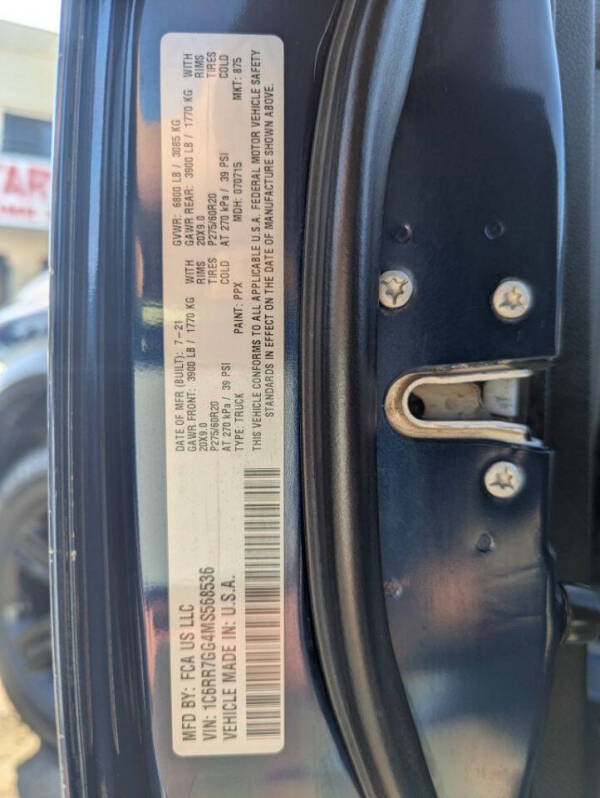 MFD BY: FCA US LLC
VIN: 1C6RR7GG4MS568536
VEHICLE MADE IN: U.S.A.
DATE OF MFR (BUILT): 7-21
GVWR: 6800 LB / 3085 KG
GAWR FRONT: 3900 LB / 1770 KG WITH
20X9.0 RIMS
P275/60R20 TIRES
AT 270 kPa / 39 PSI COLD
GAWR REAR: 3900 LB / 1770 KG WITH
20X9.0 RIMS
P275/60R20 TIRES
AT 270 kPa / 39 PSI COLD
TYPE: TRUCK PAINT: PPX MDH: 070715 MKT: 875
THIS VEHICLE CONFORMS TO ALL APPLICABLE U.S.A. FEDERAL MOTOR VEHICLE SAFETY
STANDARDS IN EFFECT ON THE DATE OF MANUFACTURE SHOWN ABOVE.